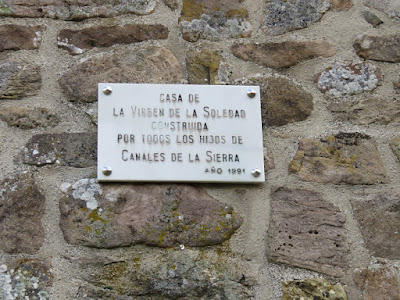 CASA DE
LA VIRGEN DE LA SOLEDAD
CONSTRUIDA
POR TODOS LOS HIJOS DE
CANALES DE LA SIERRA
AÑO 1991